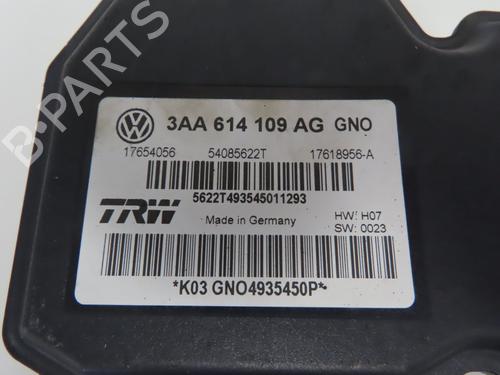 3AA 614 109 AG GNO
17654056 54085622T 17618956-A
5622T493545011293
TRW Made in Germany HW: H07
SW: 0023
*K03 GNO4935450P*
B-Parts